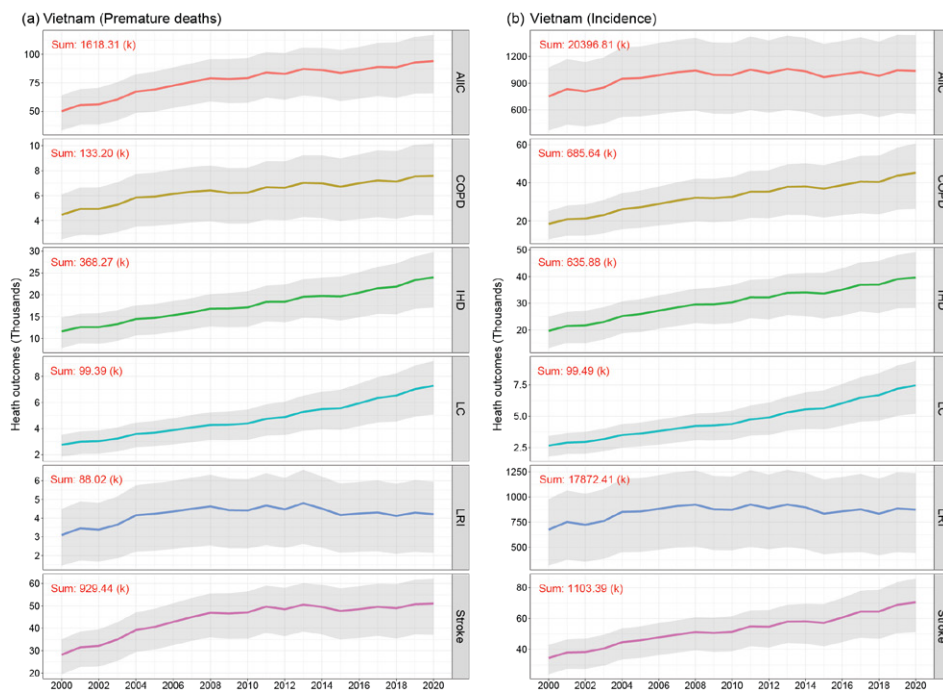 (a) Vietnam (Premature deaths)
Sum: 1618.31 (k)
100
75
50
AllC
Sum: 133.20 (k)
10
8
6
4
COPD
Sum: 368.27 (k)
30
25
20
15
10
IHD
Sum: 99.39 (k)
8
6
4
2
LC
Sum: 88.02 (k)
6
5
4
3
2
LRI
Sum: 929.44 (k)
60
50
40
30
20
Stroke
2000 2002 2004 2006 2008 2010 2012 2014 2016 2018 2020
Heath outcomes (Thousands)
(b) Vietnam (Incidence)
Sum: 20396.81 (k)
1200
900
600
AllC
Sum: 685.64 (k)
60
40
20
COPD
Sum: 635.88 (k)
50
40
30
20
IHD
Sum: 99.49 (k)
7.5
5.0
2.5
LC
Sum: 17872.41 (k)
1250
1000
750
500
LRI
Sum: 1103.39 (k)
80
60
40
Stroke
2000 2002 2004 2006 2008 2010 2012 2014 2016 2018 2020
Heath outcomes (Thousands)